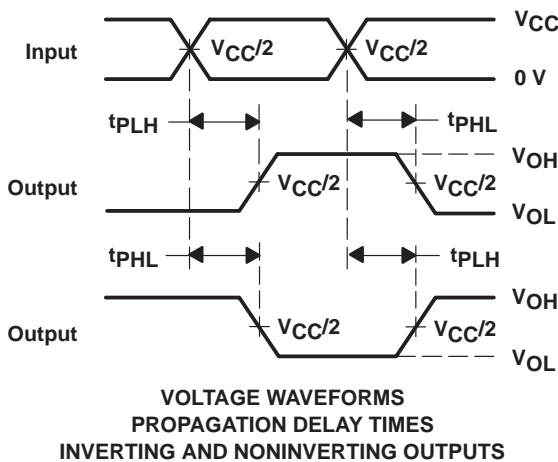 VCC
Input
VCC/2
VCC/2
0 V
tPLH
tPHL
VOH
Output
VCC/2
VCC/2
VOL
tPHL
tPLH
VOH
Output
VCC/2
VCC/2
VOL
VOLTAGE WAVEFORMS
PROPAGATION DELAY TIMES
INVERTING AND NONINVERTING OUTPUTS